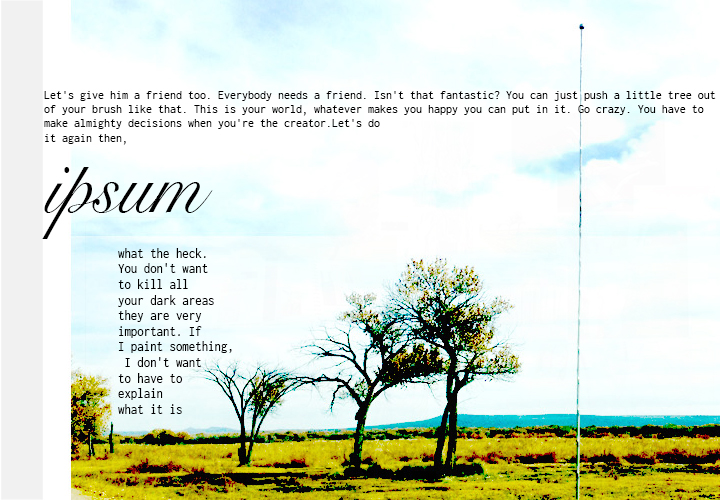 Let's give him a friend too. Everybody needs a friend. Isn't that fantastic? You can just push a little tree out
of your brush like that. This is your world, whatever makes you happy you can put in it. Go crazy. You have to
make almighty decisions when you're the creator.Let's do
it again then,
ipsum
what the heck.
You don't want
to kill all
your dark areas
they are very
important. If
I paint something,
I don't want
to have to
explain
what it is